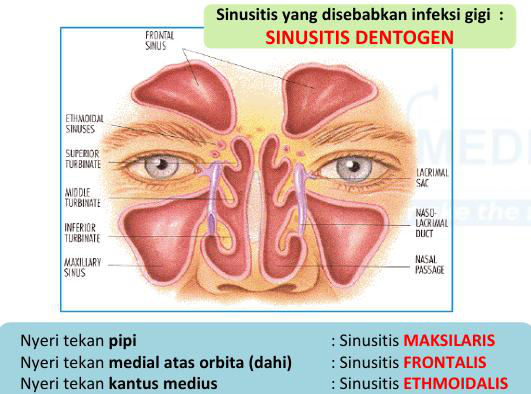 Sinusitis yang disebabkan infeksi gigi :
SINUSITIS DENTOGEN
FRONTAL
SINUS
ETHMOIDAL
SINUSES
SUPERIOR
TURBINATE
MIDDLE
TURBINATE
INFERIOR
TURBINATE
MAXILLARY
SINUS
LACRIMAL
SAC
NASO-
LACRIMAL
DUCT
NASAL
PASSAGE
MEDI
the
Nyeri tekan pipi : Sinusitis MAKSILARIS
Nyeri tekan medial atas orbita (dahi) : Sinusitis FRONTALIS
Nyeri tekan kantus medius : Sinusitis ETHMOIDALIS